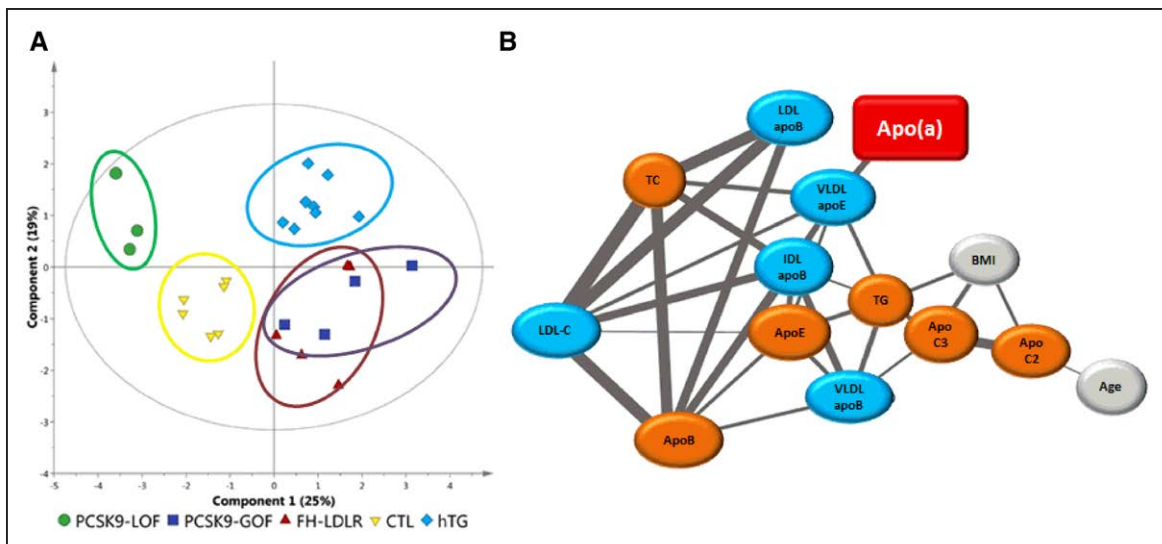 A
B
Component 2 (19%)
3
2
1
0
-1
-2
-3
-4
-5
-4
-3
-2
-1
0
1
2
3
4
Component 1 (25%)
PCSK9-LOF PCSK9-GOF FH-LDLR CTL hTG
LDL
apoB
Apo(a)
TC
VLDL
apoE
IDL
apoB
BMI
TG
LDL-C
ApoE
Apo
C3
Apo
C2
VLDL
apoB
Age
ApoB